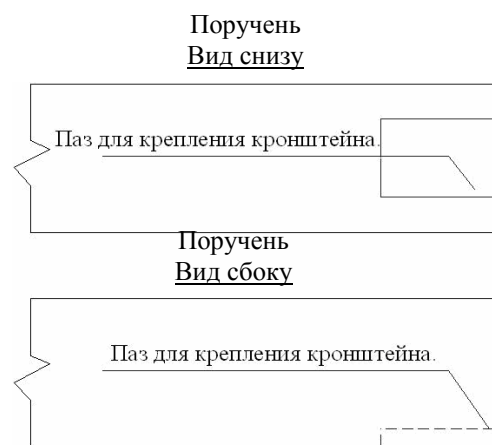 Поручень
Вид снизу
Паз для крепления кронштейна.
Поручень
Вид сбоку
Паз для крепления кронштейна.